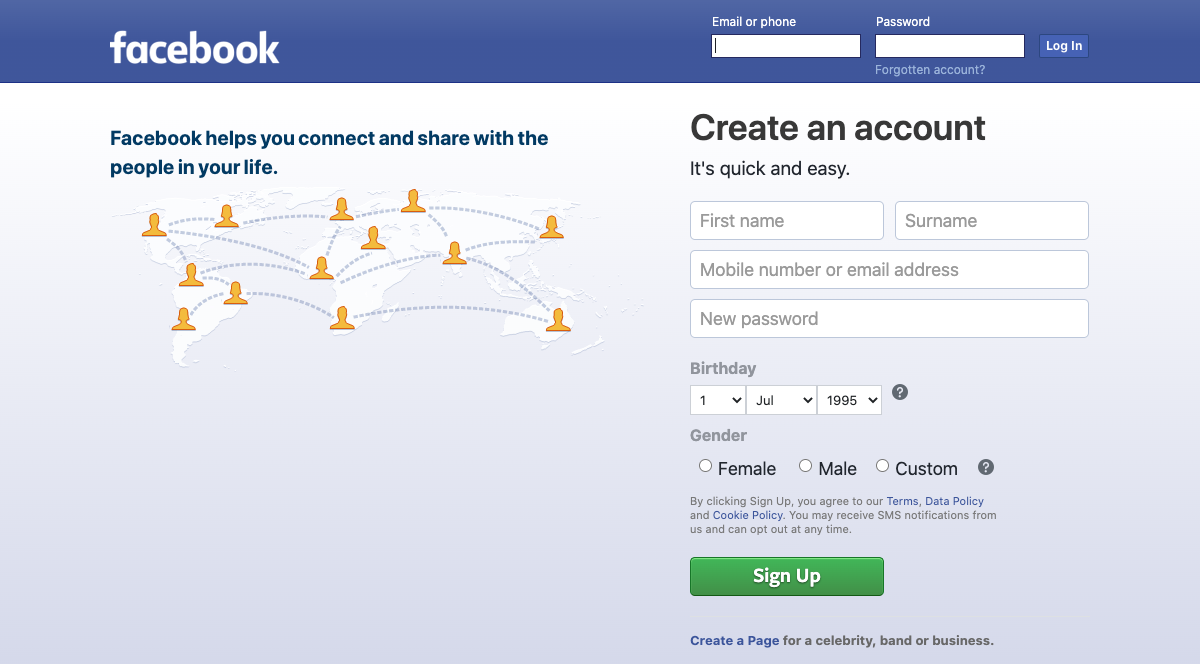 facebook
Email or phone
Password
Log In
Forgotten account?
Facebook helps you connect and share with the
people in your life.
Create an account
It's quick and easy.
First name
Surname
Mobile number or email address
New password
Birthday
1 Jul 1995 ?
Gender
Female Male Custom ?
By clicking Sign Up, you agree to our Terms, Data Policy
and Cookie Policy. You may receive SMS notifications from
us and can opt out at any time.
Sign Up
Create a Page for a celebrity, band or business.